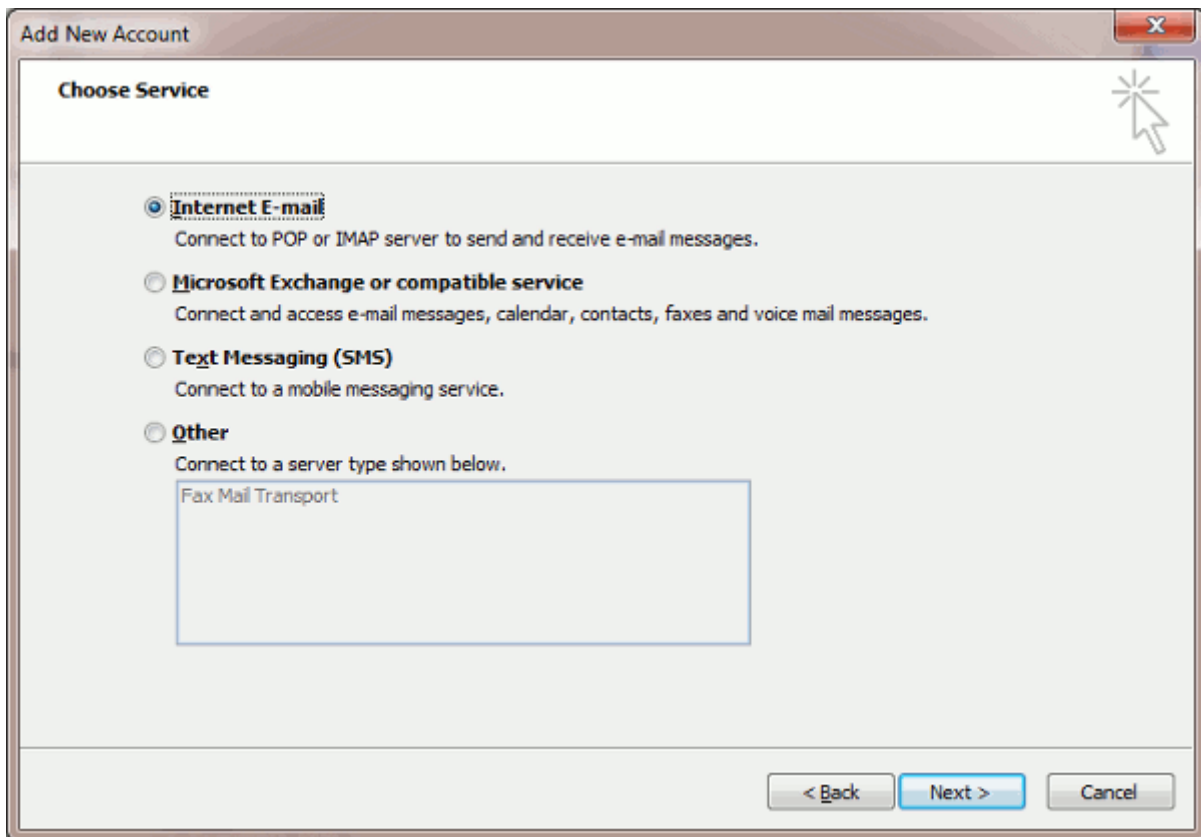 Add New Account
Choose Service
Internet E-mail
Connect to POP or IMAP server to send and receive e-mail messages.
Microsoft Exchange or compatible service
Connect and access e-mail messages, calendar, contacts, faxes and voice mail messages.
Text Messaging (SMS)
Connect to a mobile messaging service.
Other
Connect to a server type shown below.
Fax Mail Transport
< Back Next > Cancel